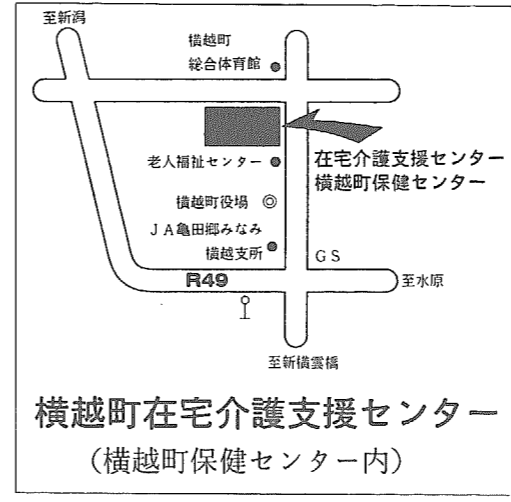 至新潟
横越町
総合体育館
在宅介護支援センター
横越町保健センター
老人福祉センター
横越町役場
JA亀田郷みなみ
横越支所
GS
R49
至水原
至新横雲橋
横越町在宅介護支援センター
(横越町保健センター内)